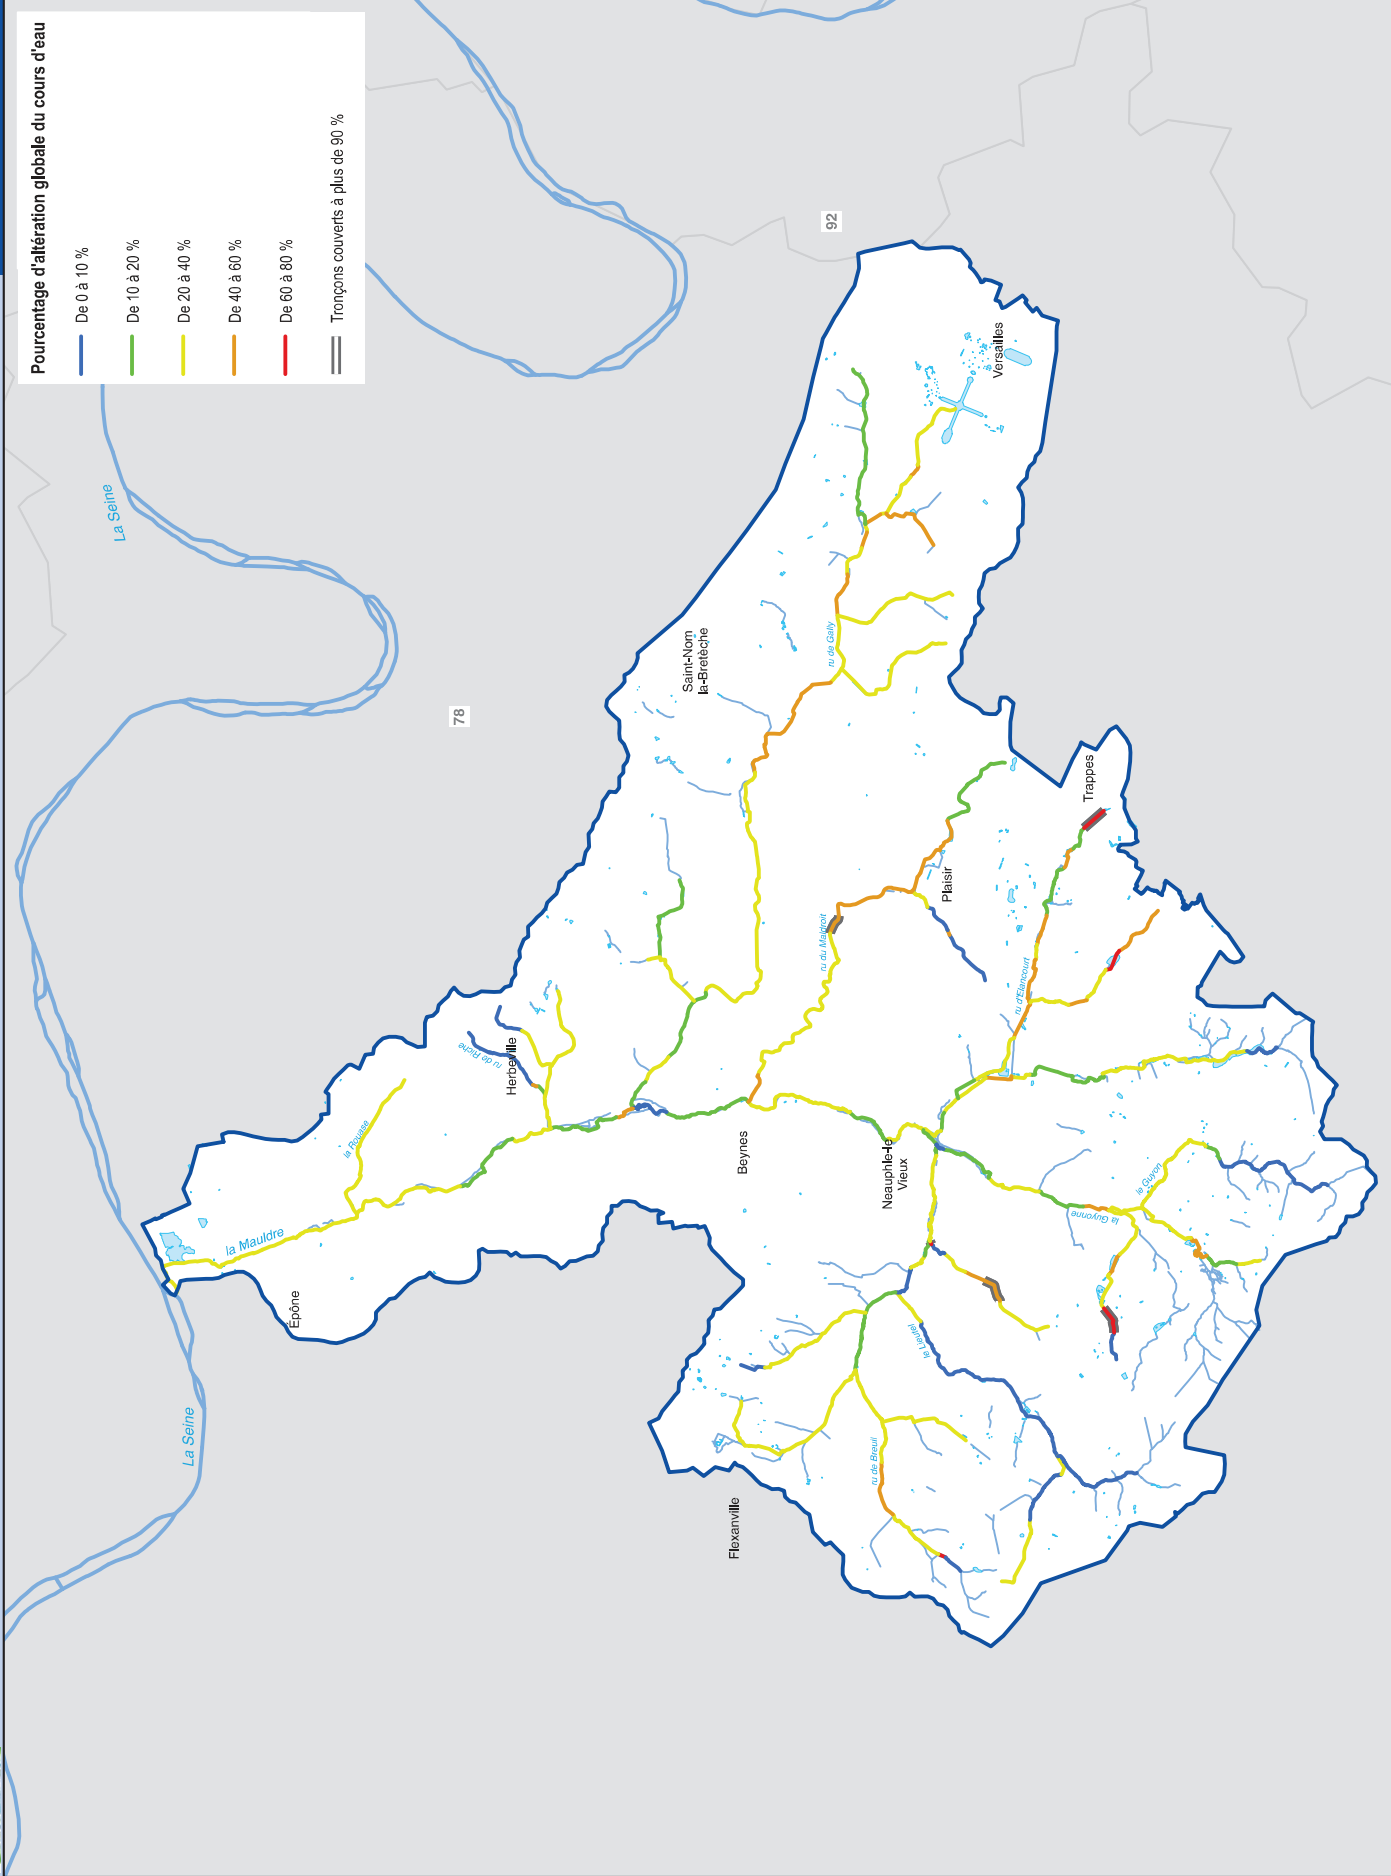 Pourcentage d'altération globale du cours d'eau
De 0 à 10 %
De 10 à 20 %
De 20 à 40 %
De 40 à 60 %
De 60 à 80 %
Tronçons couverts à plus de 90 %
La Seine
La Seine
78
92
Épône
la Mauldre
la Rouase
ru de Riche
Herbeville
Saint-Nom
la-Bretèche
ru de Gally
Versailles
Beynes
ru du Maldroit
Plaisir
Trappes
ru d'Elancourt
Neauphle-le
Vieux
la Guyonne
le Guyon
le Lieutel
ru de Breuil
Flexanville